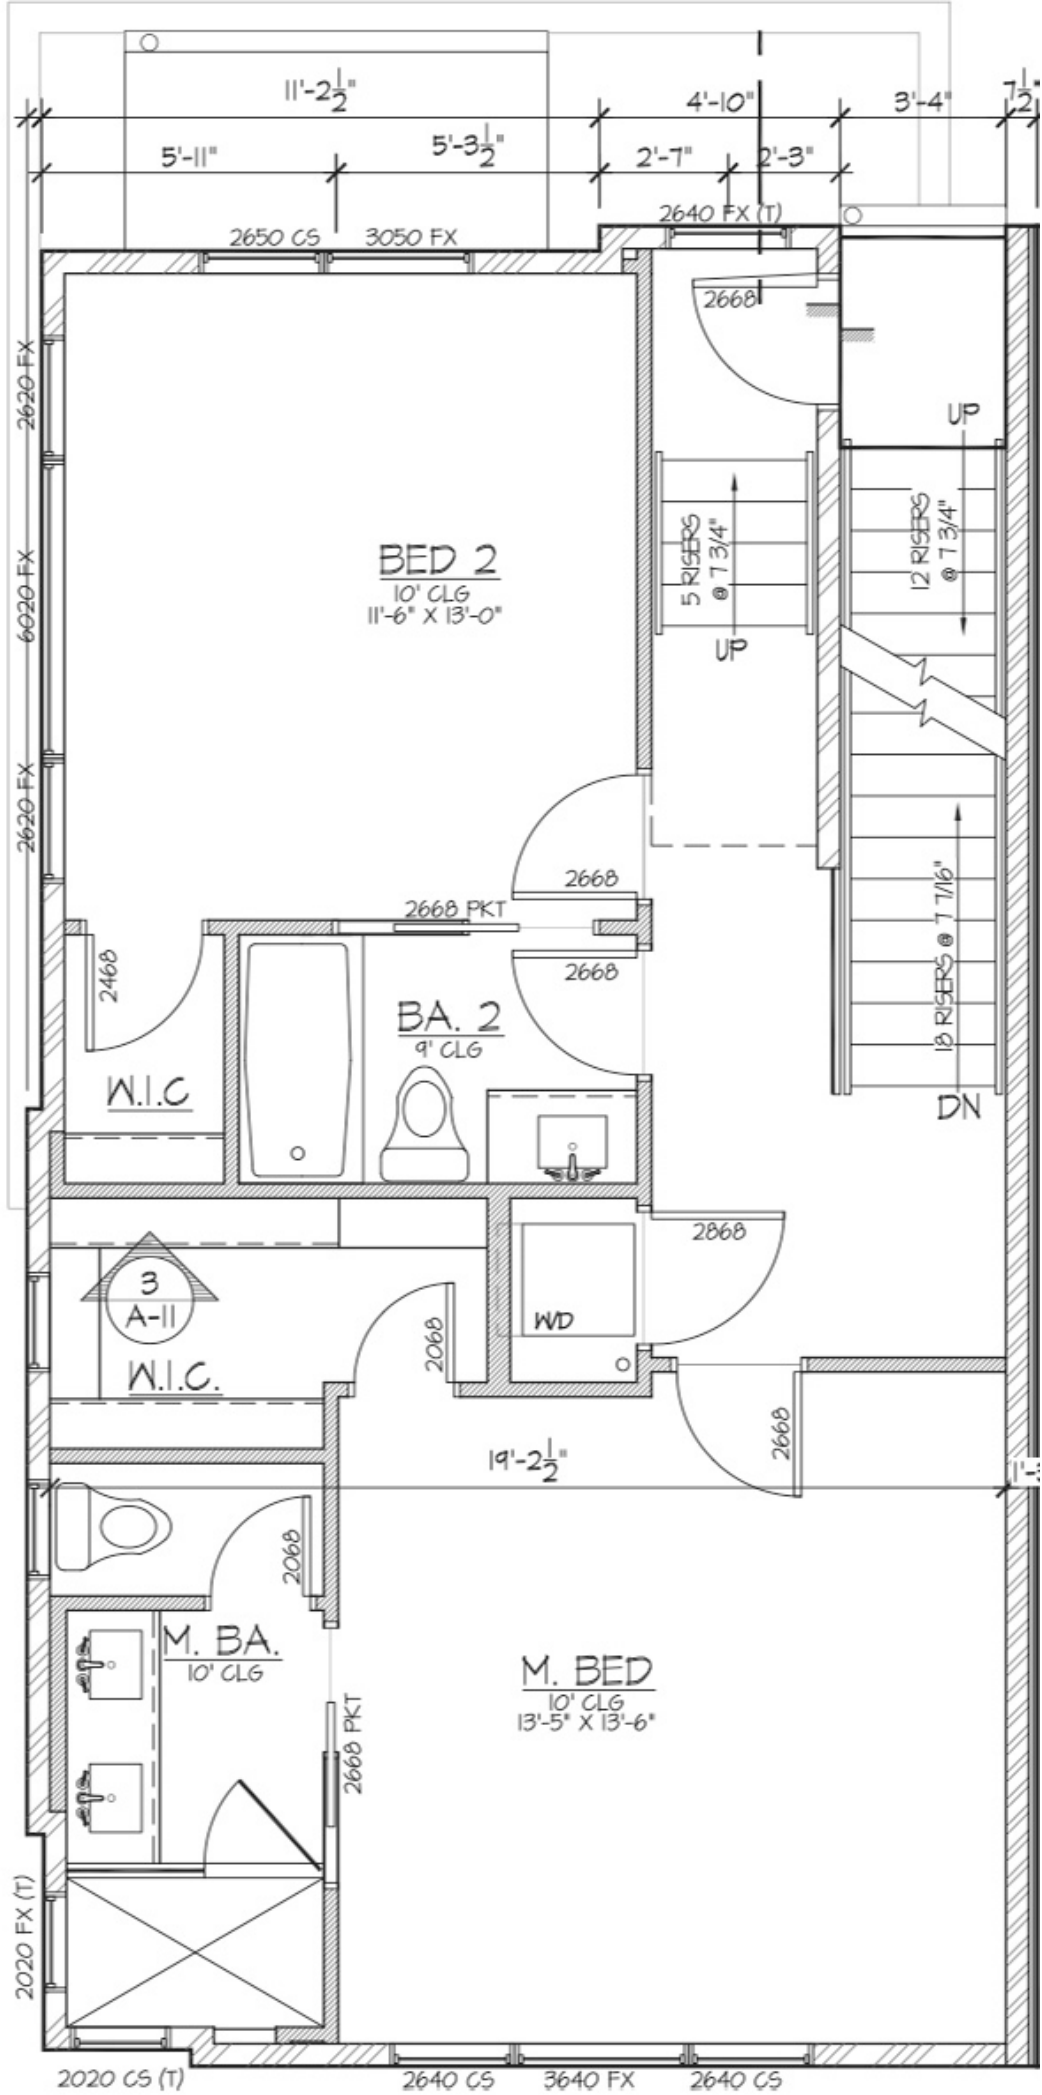 11'-2 1/2"
4'-10"
3'-4"
7 1/2"
5'-11"
5'-3 1/2"
2'-7"
2'-3"
2640 FX (T)
2650 CS
3050 FX
2668
2620 FX
UP
12 RISERS
@ 7 3/4"
5 RISERS
@ 7 3/4"
UP
BED 2
10' CLG
11'-6" X 13'-0"
6020 FX
2620 FX
2668
2668 PKT
2668
2468
18 RISERS @ 7 7/16"
BA. 2
9' CLG
W.I.C
DN
2868
3
A-11
W/D
2068
W.I.C.
2668
19'-2 1/2"
1'-3
2068
M. BA.
10' CLG
M. BED
10' CLG
13'-5" X 13'-6"
2668 PKT
2020 FX (T)
2020 CS (T)
2640 CS
3640 FX
2640 CS